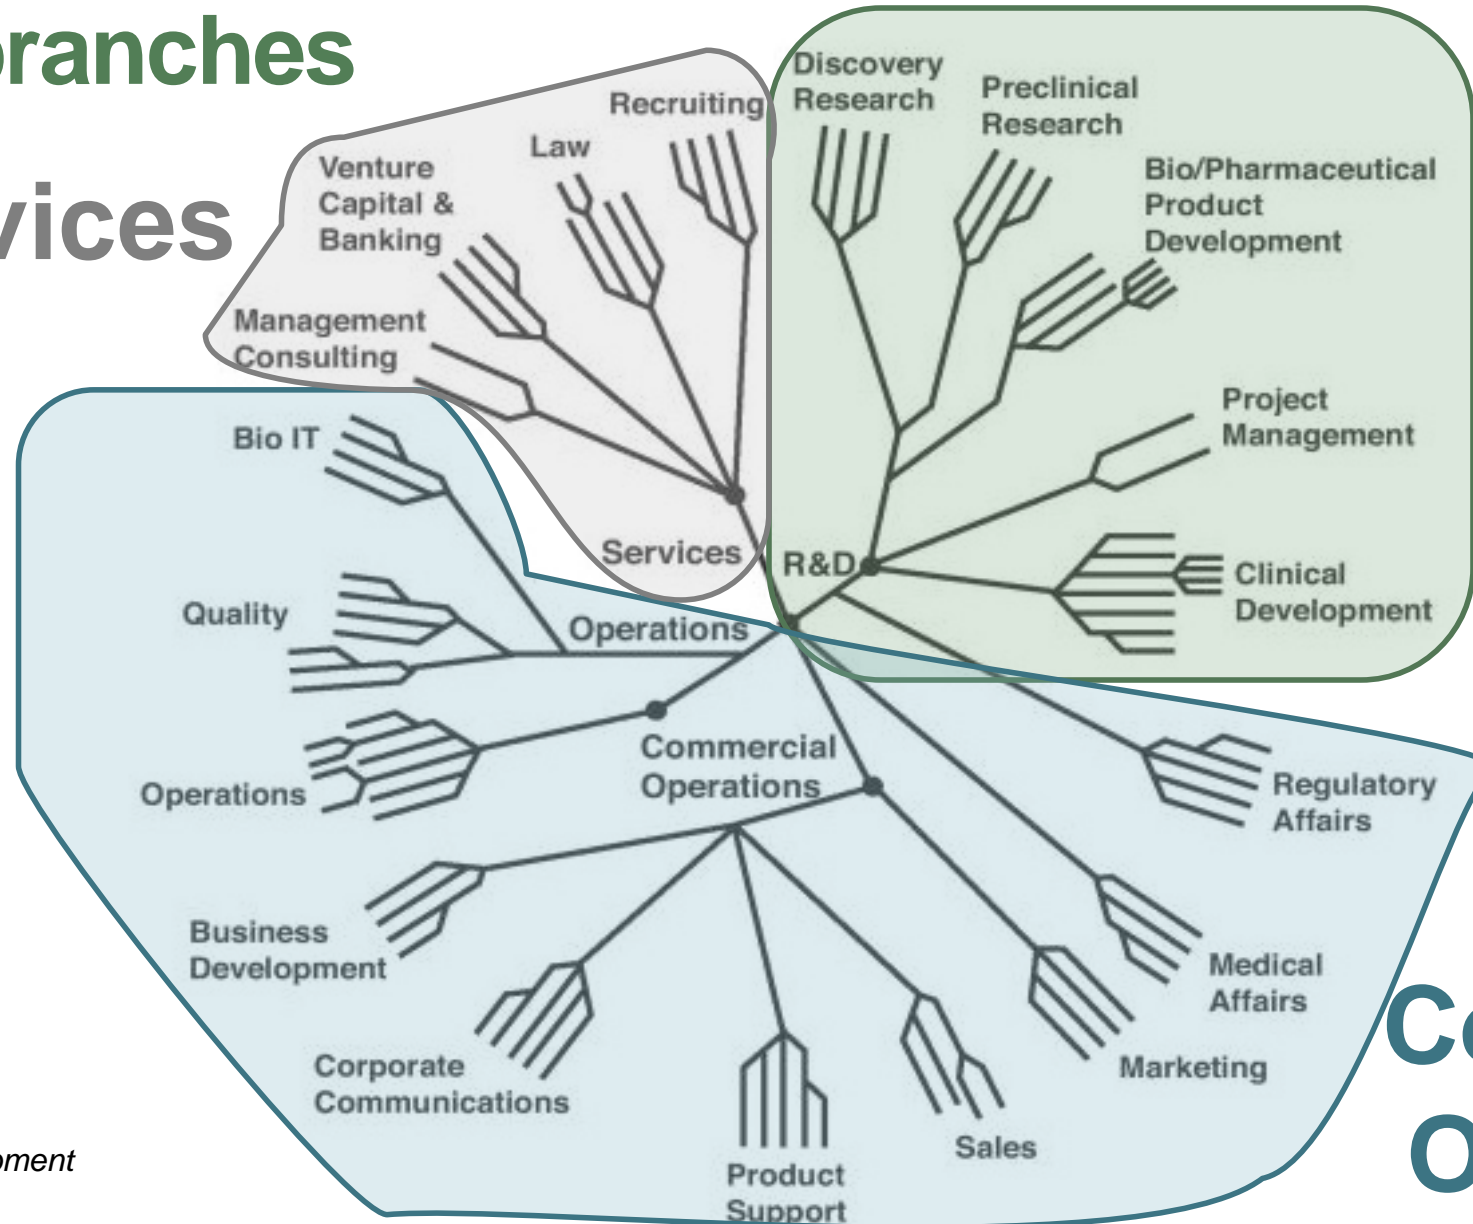 branches
vices
Recruiting
Law
Venture
Capital &
Banking
Management
Consulting
Services
Discovery
Research
Preclinical
Research
Bio/Pharmaceutical
Product
Development
Project
Management
R&D
Clinical
Development
Bio IT
Quality
Operations
Operations
Commercial
Operations
Regulatory
Affairs
Business
Development
Medical
Affairs
Corporate
Communications
Marketing
Sales
Product
Support
Co
O
pment